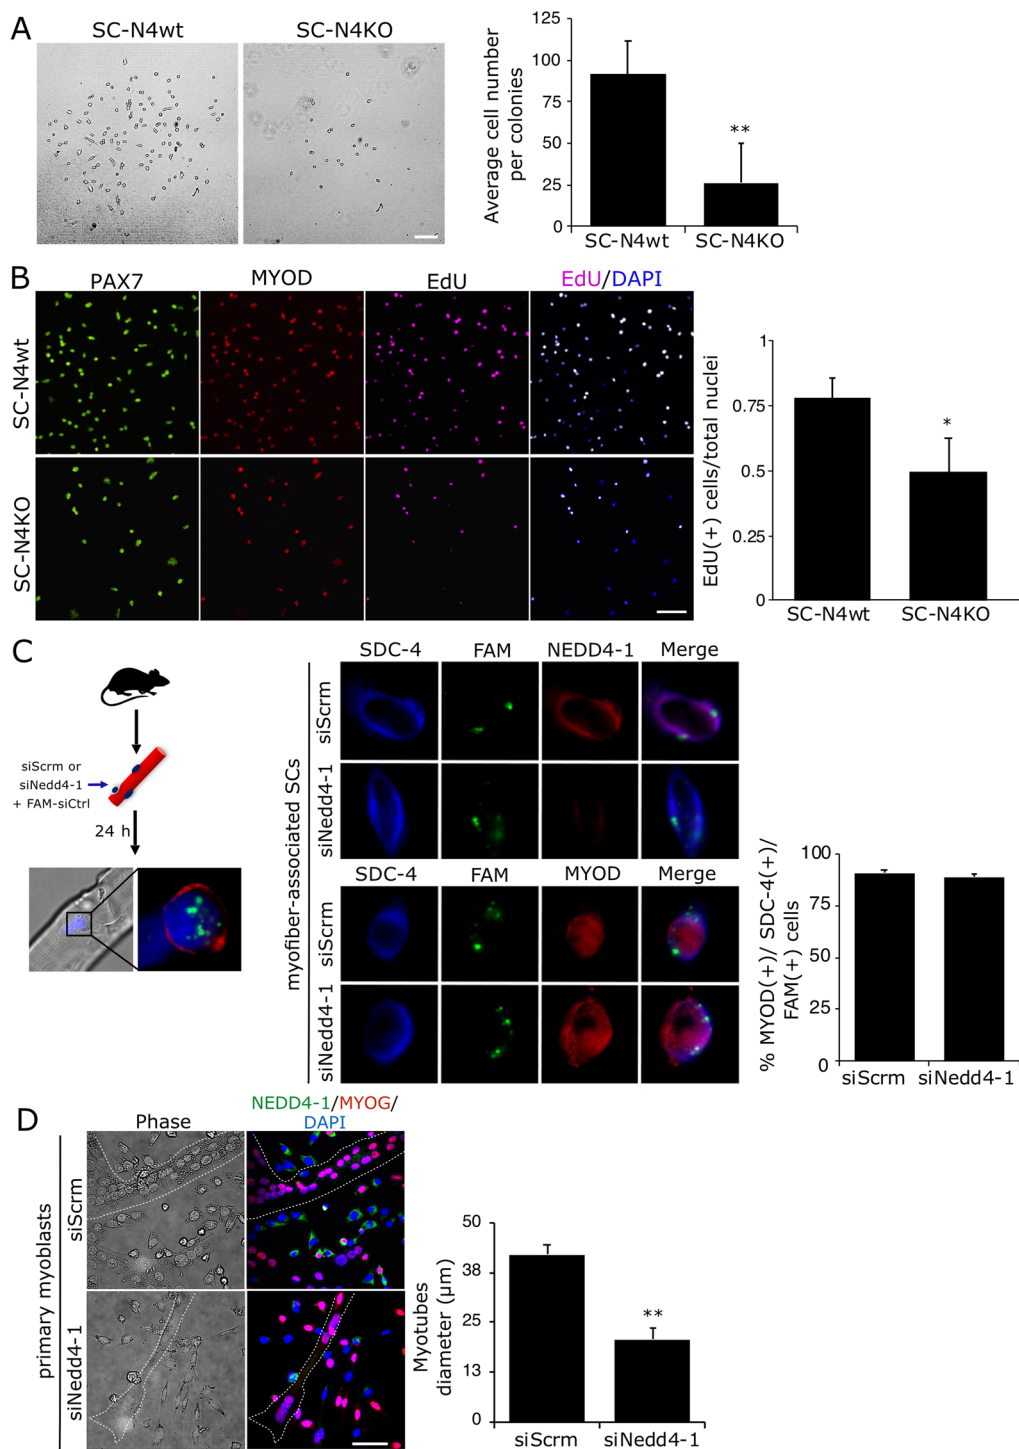 A
SC-N4wt
SC-N4KO
Average cell number
per colonies
125
100
75
50
25
0
**
SC-N4wt
SC-N4KO
B
PAX7
MYOD
EdU
EdU/DAPI
SC-N4wt
SC-N4KO
EdU(+) cells/total nuclei
1
0.75
0.5
0.25
0
*
SC-N4wt
SC-N4KO
C
siScrm or
siNedd4-1
+ FAM-siCtrl
24 h
myofiber-associated SCs
SDC-4
FAM
NEDD4-1
Merge
siScrm
siNedd4-1
SDC-4
FAM
MYOD
Merge
siScrm
siNedd4-1
% MYOD(+)/ SDC-4(+)/
FAM(+) cells
100
75
50
25
0
siScrm
siNedd4-1
D
Phase
NEDD4-1/MYOG/
DAPI
primary myoblasts
siScrm
siNedd4-1
Myotubes
diameter (µm)
50
38
25
13
0
**
siScrm
siNedd4-1